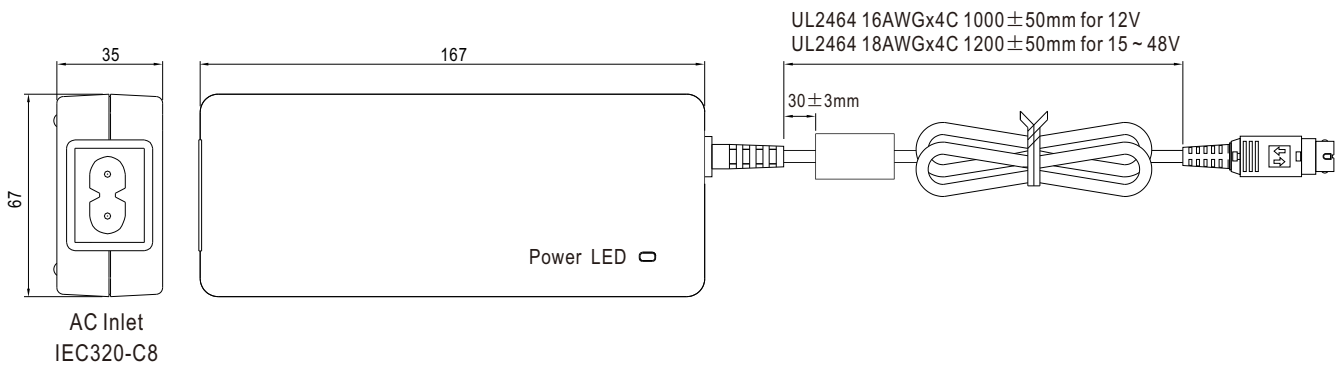 UL2464 16AWGx4C 1000±50mm for 12V
UL2464 18AWGx4C 1200±50mm for 15 ~ 48V
35
167
30±3mm
67
Power LED
AC Inlet
IEC320-C8